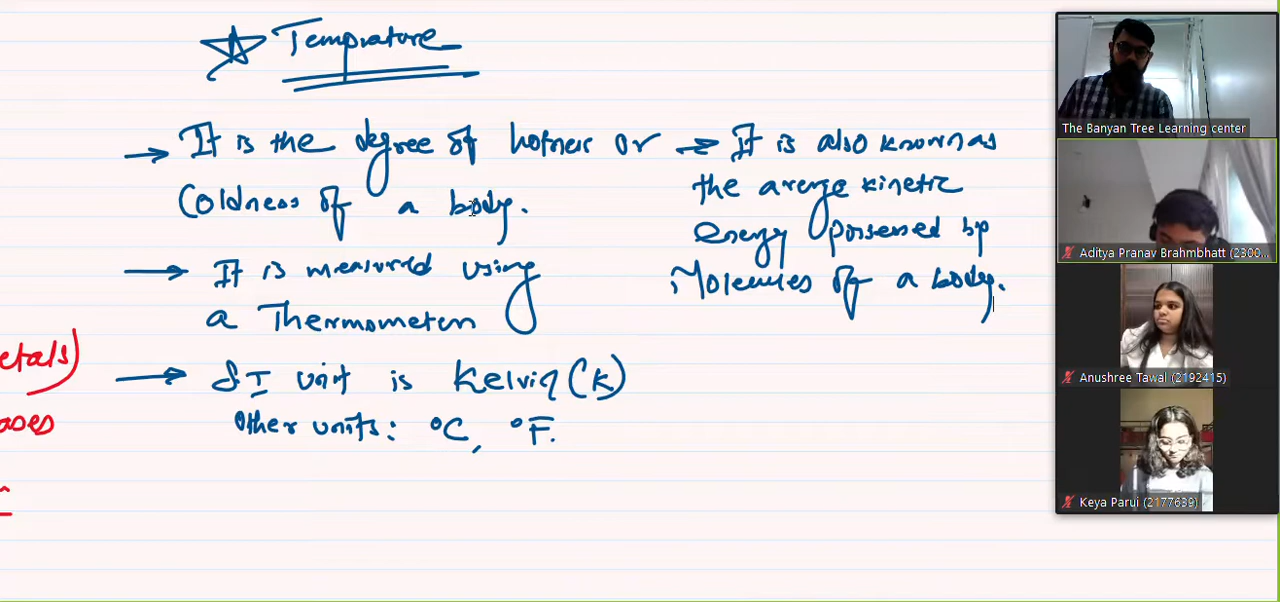 Temprature
→ It is the degree of hotness or
Coldness of a body.
→ It is measured using
a Thermometer
→ SI unit is Kelvin (K)
Other units: °C, °F.
→ It is also known as
the average kinetic
energy possessed by
Molecules of a body.
etals)
ases
The Banyan Tree Learning center
Aditya Pranav Brahmbhatt (2300...
Anushree Tawal (2192415)
Keya Parui (2177639)